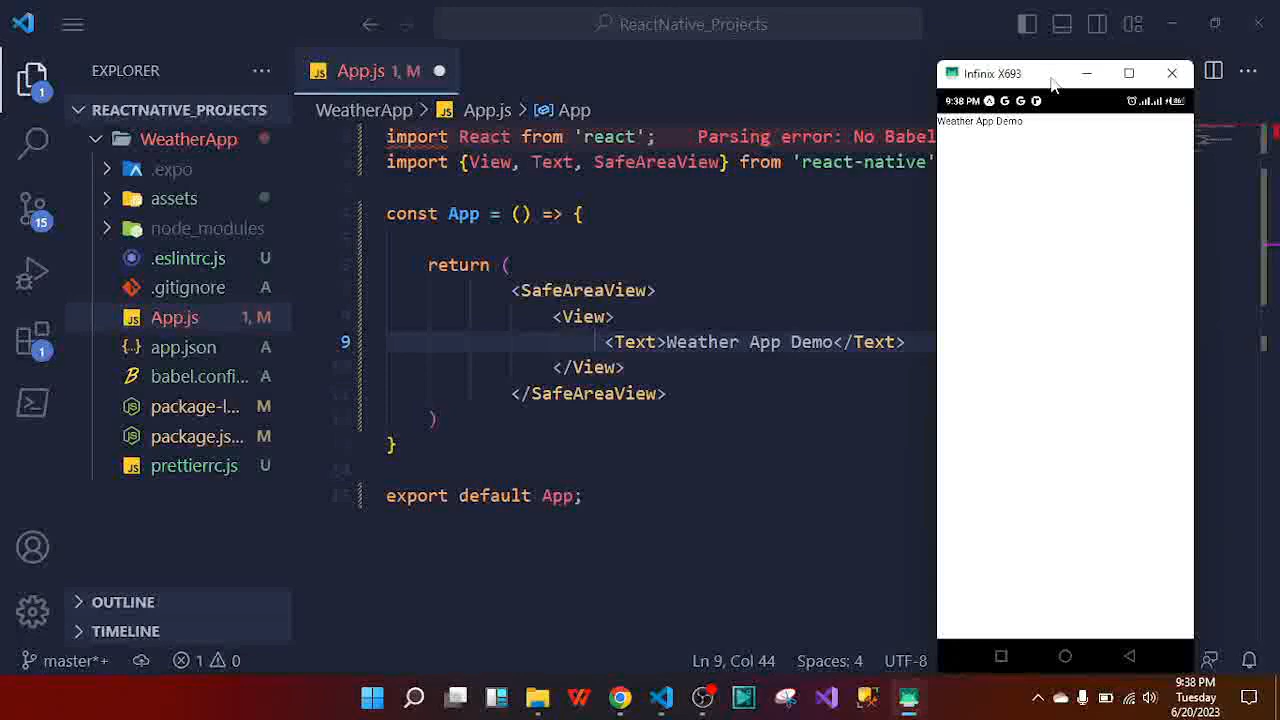 ReactNative_Projects
EXPLORER
App.js 1, M
REACTNATIVE_PROJECTS
WeatherApp
.expo
assets
node_modules
.eslintrc.js U
.gitignore A
App.js 1, M
app.json A
babel.confi... A
package-l... M
package.js... M
prettierrc.js U
OUTLINE
TIMELINE
1
15
1
WeatherApp > App.js > App
import React from 'react'; Parsing error: No Babel
import {View, Text, SafeAreaView} from 'react-native'
const App = () => {
return (
<SafeAreaView>
<View>
9 <Text>Weather App Demo</Text>
</View>
</SafeAreaView>
)
}
export default App;
Infinix X693
9:38 PM
Weather App Demo
master*+ 1 0
Ln 9, Col 44 Spaces: 4 UTF-8
9:38 PM
Tuesday
6/20/2023